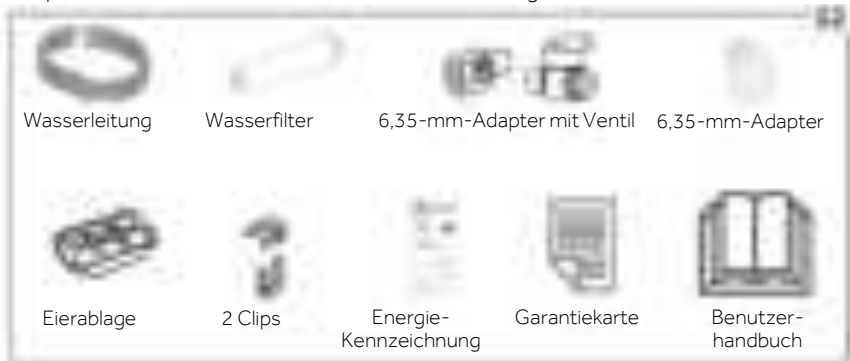 Wasserleitung Wasserfilter 6,35-mm-Adapter mit Ventil 6,35-mm-Adapter
Eierablage 2 Clips Energie-
Kennzeichnung Garantiekarte Benutzer-
handbuch